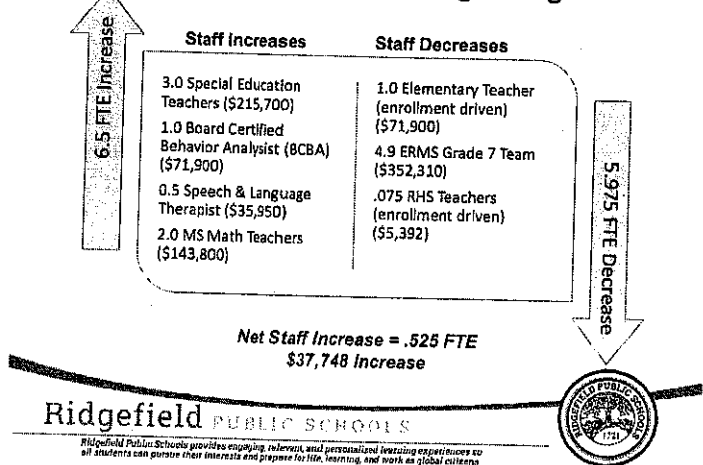 6.5 FTE Increase
Staff Increases
3.0 Special Education
Teachers ($215,700)
1.0 Board Certified
Behavior Analysist (BCBA)
($71,900)
0.5 Speech & Language
Therapist ($35,950)
2.0 MS Math Teachers
($143,800)
Staff Decreases
1.0 Elementary Teacher
(enrollment driven)
($71,900)
4.9 ERMS Grade 7 Team
($352,310)
.075 RHS Teachers
(enrollment driven)
($5,392)
5.975 FTE Decrease
Net Staff Increase = .525 FTE
$37,748 Increase
Ridgefield PUBLIC SCHOOLS
Ridgefield Public Schools provides engaging, relevant, and personalized learning experiences so
all students can pursue their interests and prepare for life, learning, and work as global citizens
RIDGEFIELD PUBLIC SCHOOLS
1721